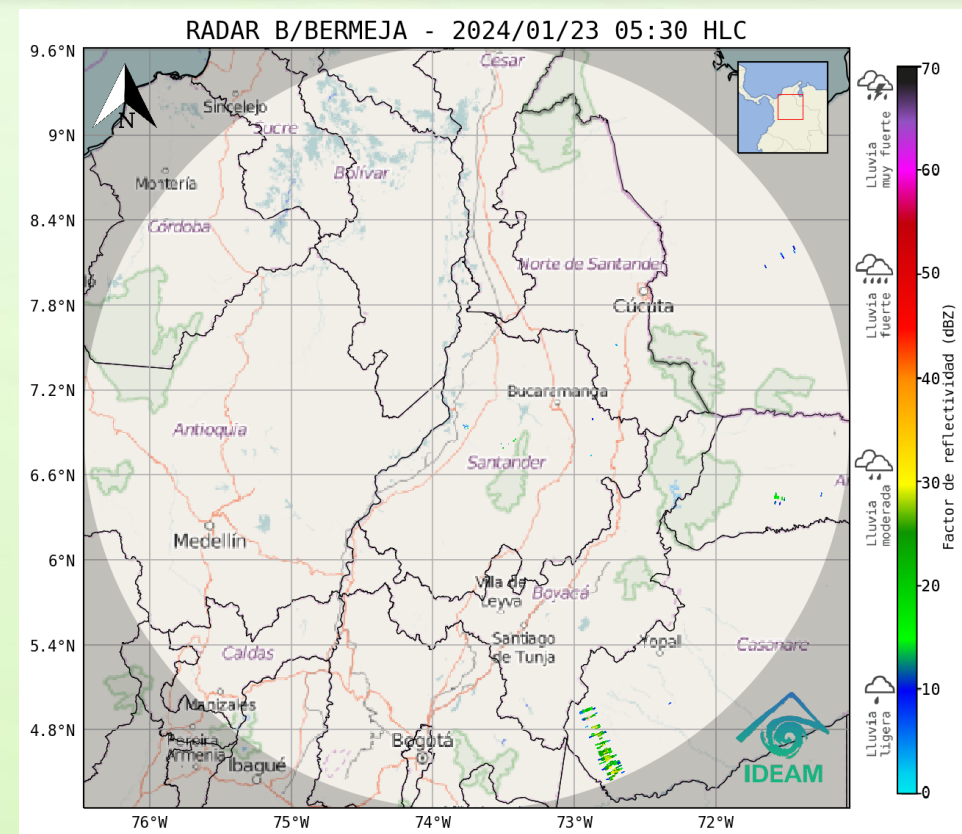 RADAR B/BERMEJA - 2024/01/23 05:30 HLC
9.6°N
9°N
8.4°N
7.8°N
7.2°N
6.6°N
6°N
5.4°N
4.8°N
76°W
75°W
74°W
73°W
72°W
N
Cesar
Sincelejo
Sucre
Bolívar
Montería
Córdoba
Norte de Santander
Cúcuta
Bucaramanga
Antioquia
Santander
Medellín
Villa de
Leyva
Boyacá
Santiago
de Tunja
Yopal
Casanare
Caldas
Manizales
Pereira
Armenia
Ibagué
Bogotá
IDEAM
70
60
50
40
30
20
10
0
Factor de reflectividad (dBZ)
Lluvia
muy fuerte
Lluvia
fuerte
Lluvia
moderada
Lluvia
ligera